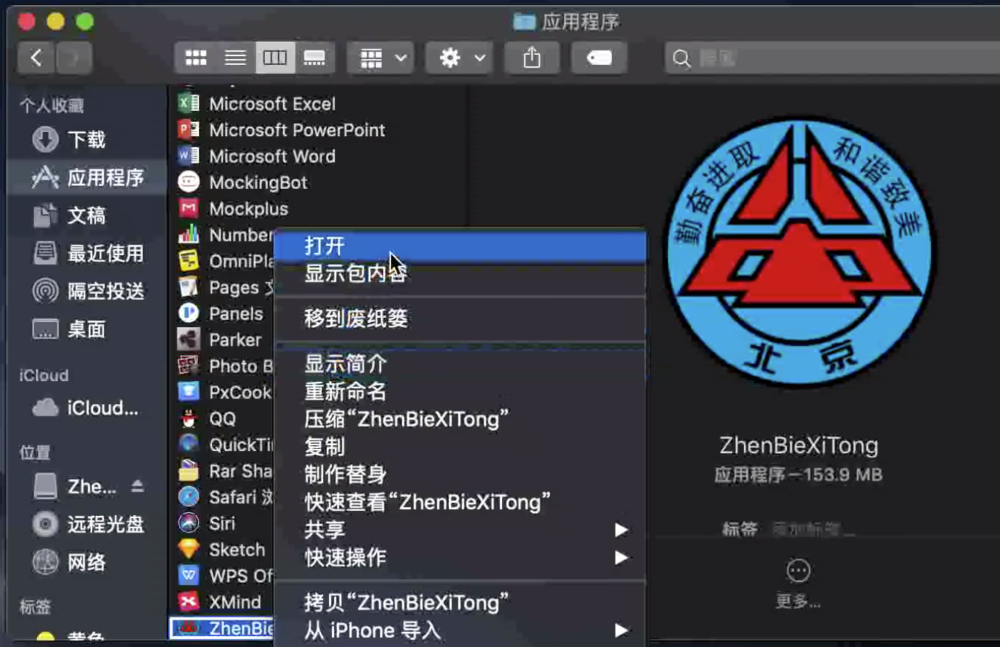 应用程序
个人收藏
下载
应用程序
文稿
最近使用
隔空投送
桌面
iCloud
iCloud...
位置
Zhe...
远程光盘
网络
标签
黄色
Microsoft Excel
Microsoft PowerPoint
Microsoft Word
MockingBot
Mockplus
Number
OmniPla
Pages 文
Panels
Parker
Photo B
PxCook
QQ
QuickTi
Rar Sha
Safari 浏
Siri
Sketch
WPS Of
XMind
ZhenBie
打开
显示包内容
移到废纸篓
显示简介
重新命名
压缩“ZhenBieXiTong”
复制
制作替身
快速查看“ZhenBieXiTong”
共享
快速操作
拷贝“ZhenBieXiTong”
从 iPhone 导入
勤奋进取
和谐致美
北京
ZhenBieXiTong
应用程序 – 153.9 MB
标签
更多...